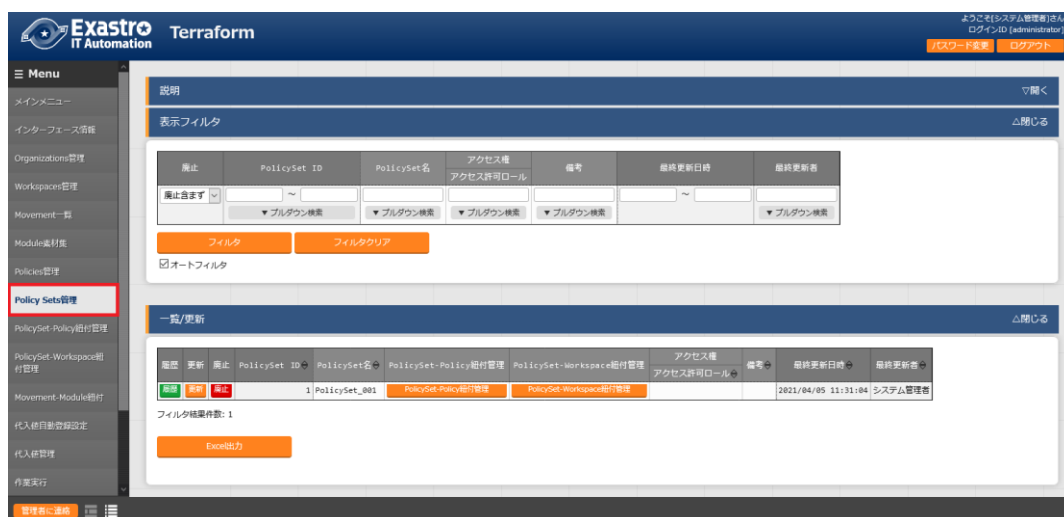 Exastro
IT Automation
Terraform
ようこそ[システム管理者]さん
ログインID [administrator]
パスワード変更
ログアウト
≡ Menu
メインメニュー
インターフェース情報
Organizations管理
Workspaces管理
Movement一覧
Module素材集
Policies管理
Policy Sets管理
PolicySet-Policy紐付管理
PolicySet-Workspace紐
付管理
Movement-Module紐付
代入値自動登録設定
代入値管理
作業実行
管理者に連絡
説明
▽開く
表示フィルタ
△閉じる
廃止 PolicySet ID PolicySet名 アクセス権 備考 最終更新日時 最終更新者
アクセス許可ロール
廃止含まず ～ ～
▼プルダウン検索 ▼プルダウン検索 ▼プルダウン検索 ▼プルダウン検索 ▼プルダウン検索
フィルタ フィルタクリア
オートフィルタ
一覧/更新
△閉じる
履歴 更新 廃止 PolicySet ID PolicySet名 PolicySet-Policy紐付管理 PolicySet-Workspace紐付管理 アクセス権 備考 最終更新日時 最終更新者
アクセス許可ロール
履歴 更新 廃止 1 PolicySet_001 PolicySet-Policy紐付管理 PolicySet-Workspace紐付管理 2021/04/05 11:31:04 システム管理者
フィルタ結果件数: 1
Excel出力